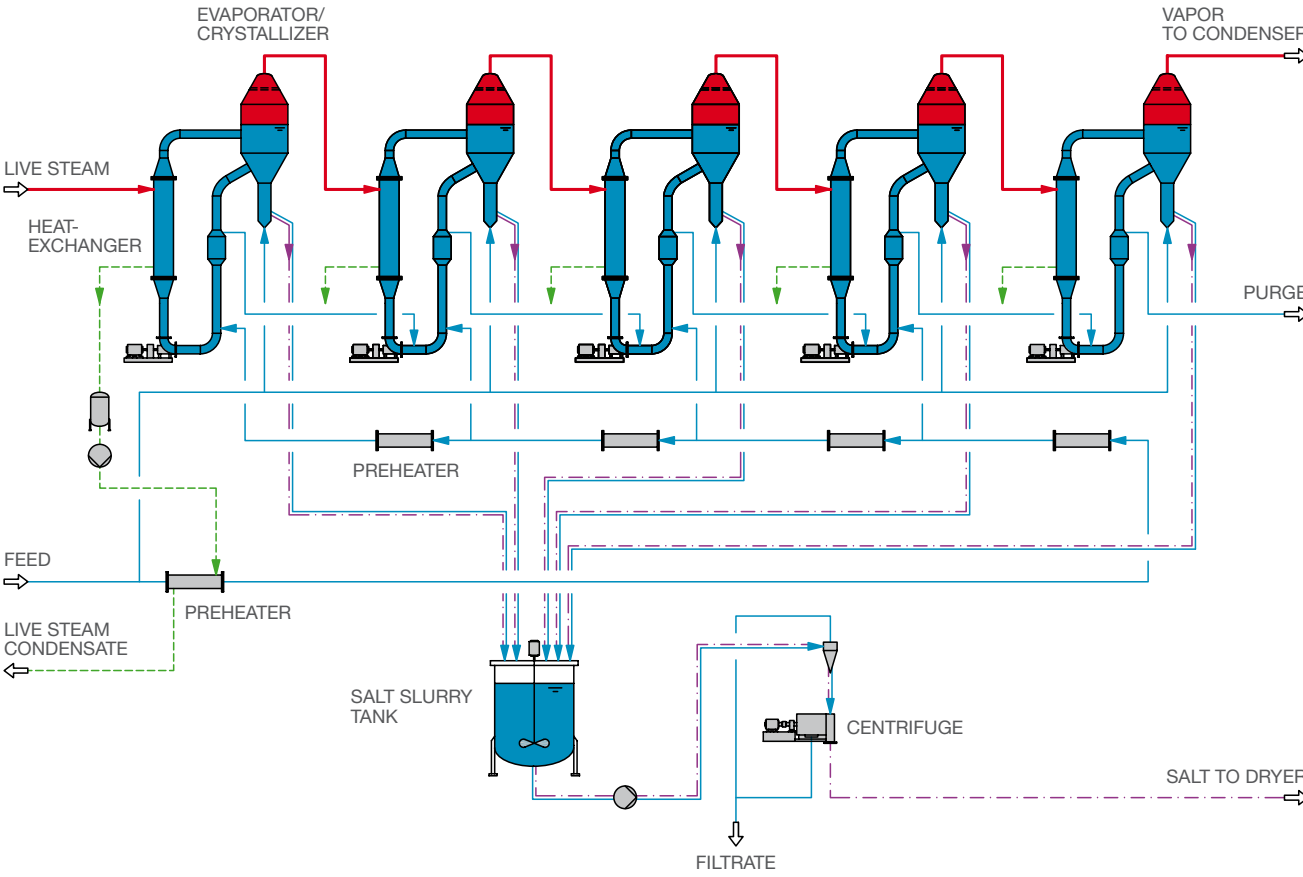 EVAPORATOR/
CRYSTALLIZER
VAPOR
TO CONDENSER
LIVE STEAM
HEAT-
EXCHANGER
PURGE
PREHEATER
FEED
PREHEATER
LIVE STEAM
CONDENSATE
SALT SLURRY
TANK
CENTRIFUGE
SALT TO DRYER
FILTRATE